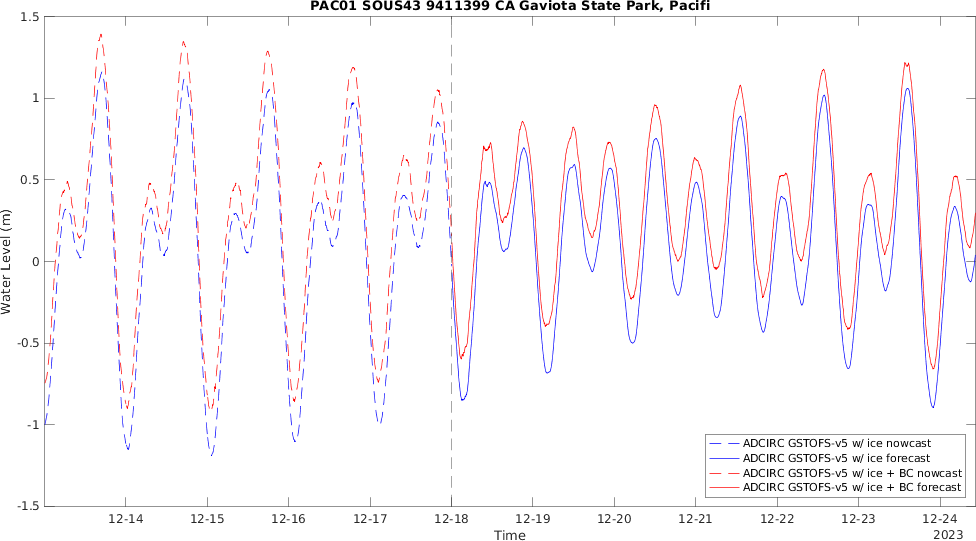 PAC01 SOUS43 9411399 CA Gaviota State Park, Pacifi
1.5
1
0.5
0
-0.5
-1
-1.5
Water Level (m)
12-14
12-15
12-16
12-17
12-18
12-19
12-20
12-21
12-22
12-23
12-24
Time
2023
ADCIRC GSTOFS-v5 w/ ice nowcast
ADCIRC GSTOFS-v5 w/ ice forecast
ADCIRC GSTOFS-v5 w/ ice + BC nowcast
ADCIRC GSTOFS-v5 w/ ice + BC forecast